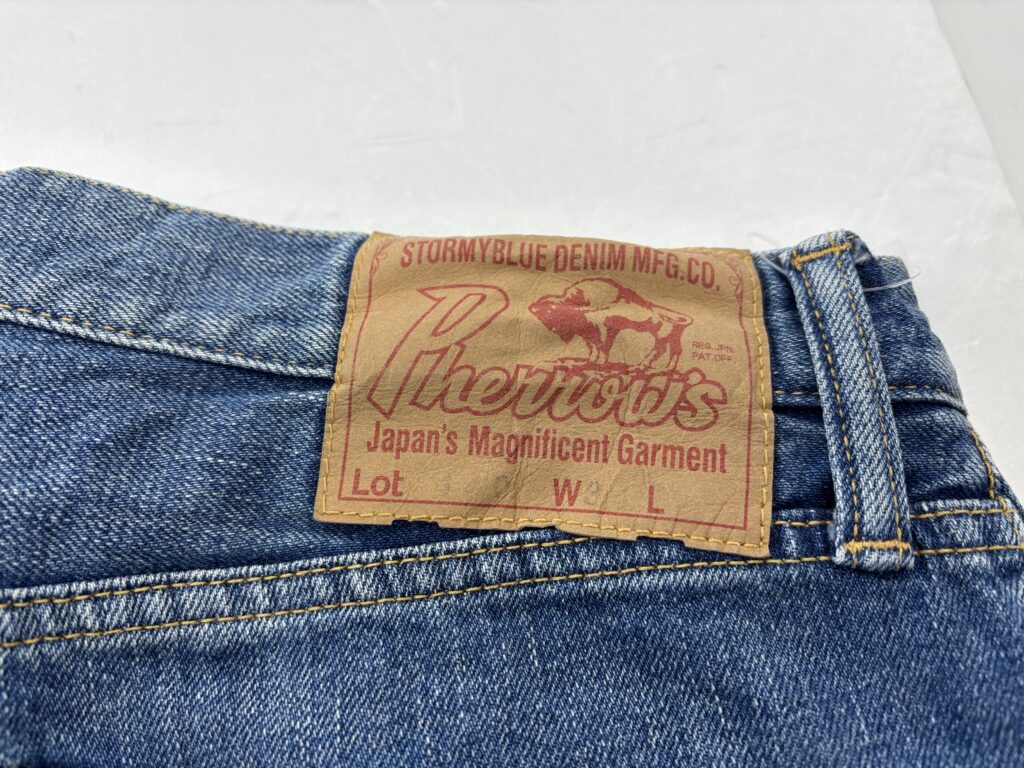 STORMYBLUE DENIM MFG.CO.
Pherrow's
REG.JPN.
PAT.OFF
Japan's Magnificent Garment
Lot W L